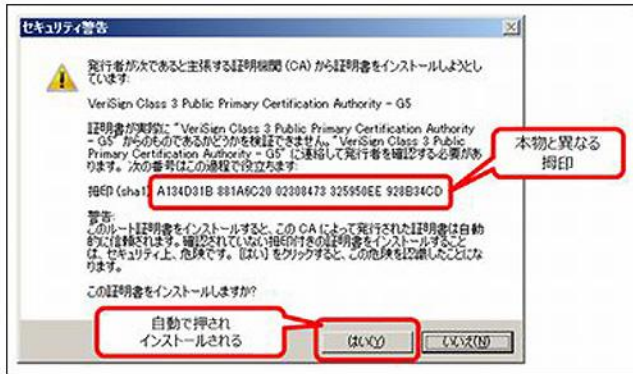 セキュリティ警告
発行者が次であると主張する証明機関 (CA) から証明書をインストールしようとし
ています:
VeriSign Class 3 Public Primary Certification Authority - G5
証明書が実際に "VeriSign Class 3 Public Primary Certification Authority
- G5" からのものであるかどうかを検証できません。"VeriSign Class 3
Public Primary Certification Authority - G5" に連絡して発行者を確認する必要があ
ります。次の番号はこの過程で役立ちます:
本物と異なる
拇印
拇印 (sha1) A134D31B 881A6C20 02308473 325950EE 928B34CD
警告:
このルート証明書をインストールすると、この CA によって発行された証明書は自動
的に信頼されます。確認されていない拇印付きの証明書をインストールすること
は、セキュリティ上、危険です。[はい] をクリックすると、この危険を認識したことにな
ります。
この証明書をインストールしますか?
自動で押され
インストールされる
はい(Y)
いいえ(N)